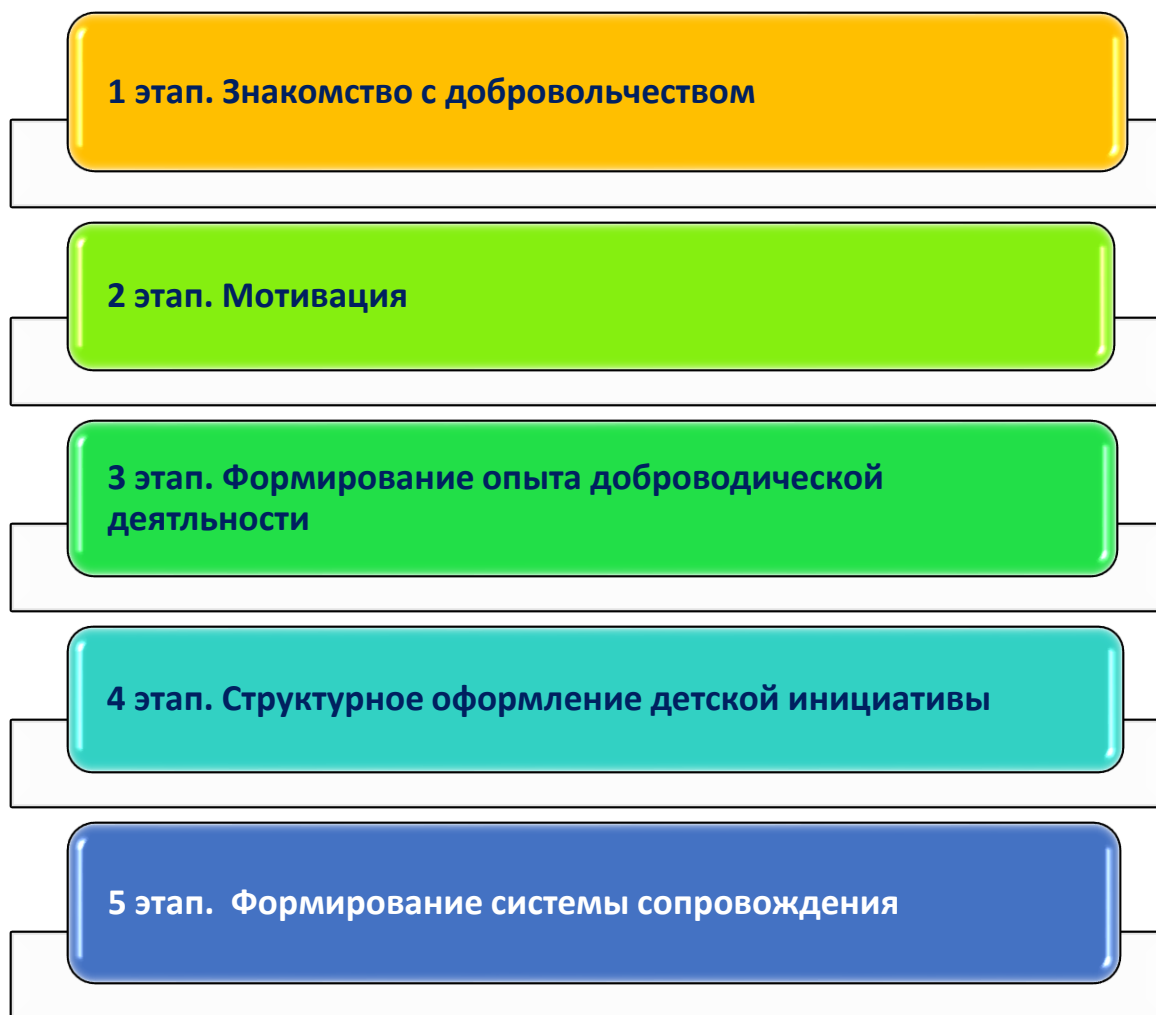 1 этап. Знакомство с добровольчеством
2 этап. Мотивация
3 этап. Формирование опыта доброводической
деятльности
4 этап. Структурное оформление детской инициативы
5 этап.  Формирование системы сопровождения